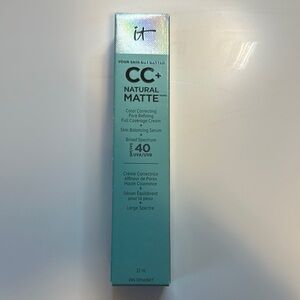 it
YOUR SKIN BUT BETTER
CC+
NATURAL
MATTE
Color Correcting
Pore Refining
Full Coverage Cream
+
Skin Balancing Serum
+
Broad Spectrum
SPF 40
UVA/UVB
Crème Correctrice
affineur de Pores
Haute Couvrance
+
Sérum Équilibrant
pour la peau
+
Large Spectre
32 mL